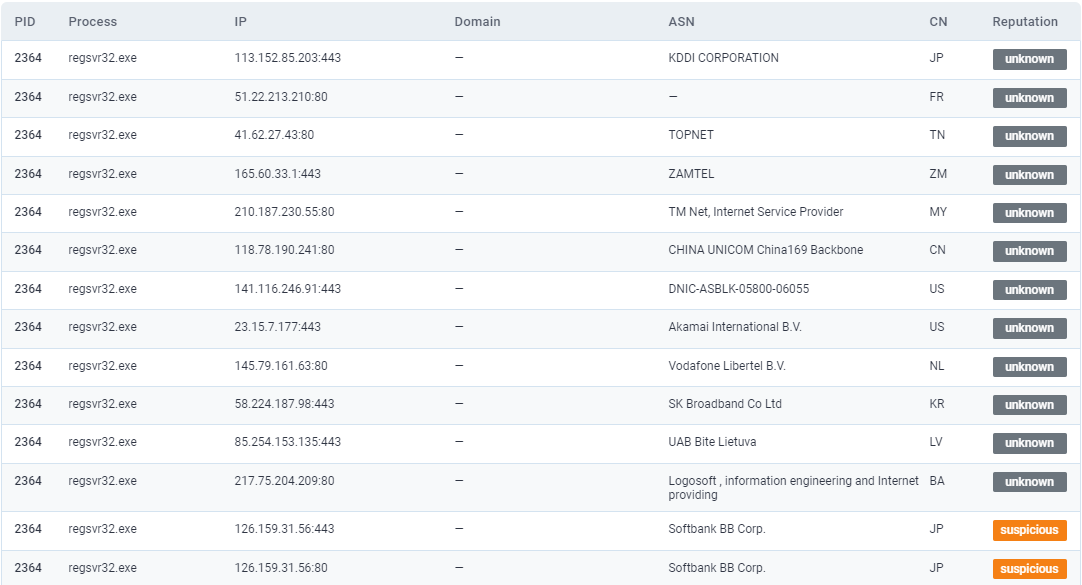 PID Process IP Domain ASN CN Reputation
2364 regsvr32.exe 113.152.85.203:443 — KDDI CORPORATION JP unknown
2364 regsvr32.exe 51.22.213.210:80 — — FR unknown
2364 regsvr32.exe 41.62.27.43:80 — TOPNET TN unknown
2364 regsvr32.exe 165.60.33.1:443 — ZAMTEL ZM unknown
2364 regsvr32.exe 210.187.230.55:80 — TM Net, Internet Service Provider MY unknown
2364 regsvr32.exe 118.78.190.241:80 — CHINA UNICOM China169 Backbone CN unknown
2364 regsvr32.exe 141.116.246.91:443 — DNIC-ASBLK-05800-06055 US unknown
2364 regsvr32.exe 23.15.7.177:443 — Akamai International B.V. US unknown
2364 regsvr32.exe 145.79.161.63:80 — Vodafone Libertel B.V. NL unknown
2364 regsvr32.exe 58.224.187.98:443 — SK Broadband Co Ltd KR unknown
2364 regsvr32.exe 85.254.153.135:443 — UAB Bite Lietuva LV unknown
2364 regsvr32.exe 217.75.204.209:80 — Logosoft , information engineering and Internet BA unknown
providing
2364 regsvr32.exe 126.159.31.56:443 — Softbank BB Corp. JP suspicious
2364 regsvr32.exe 126.159.31.56:80 — Softbank BB Corp. JP suspicious